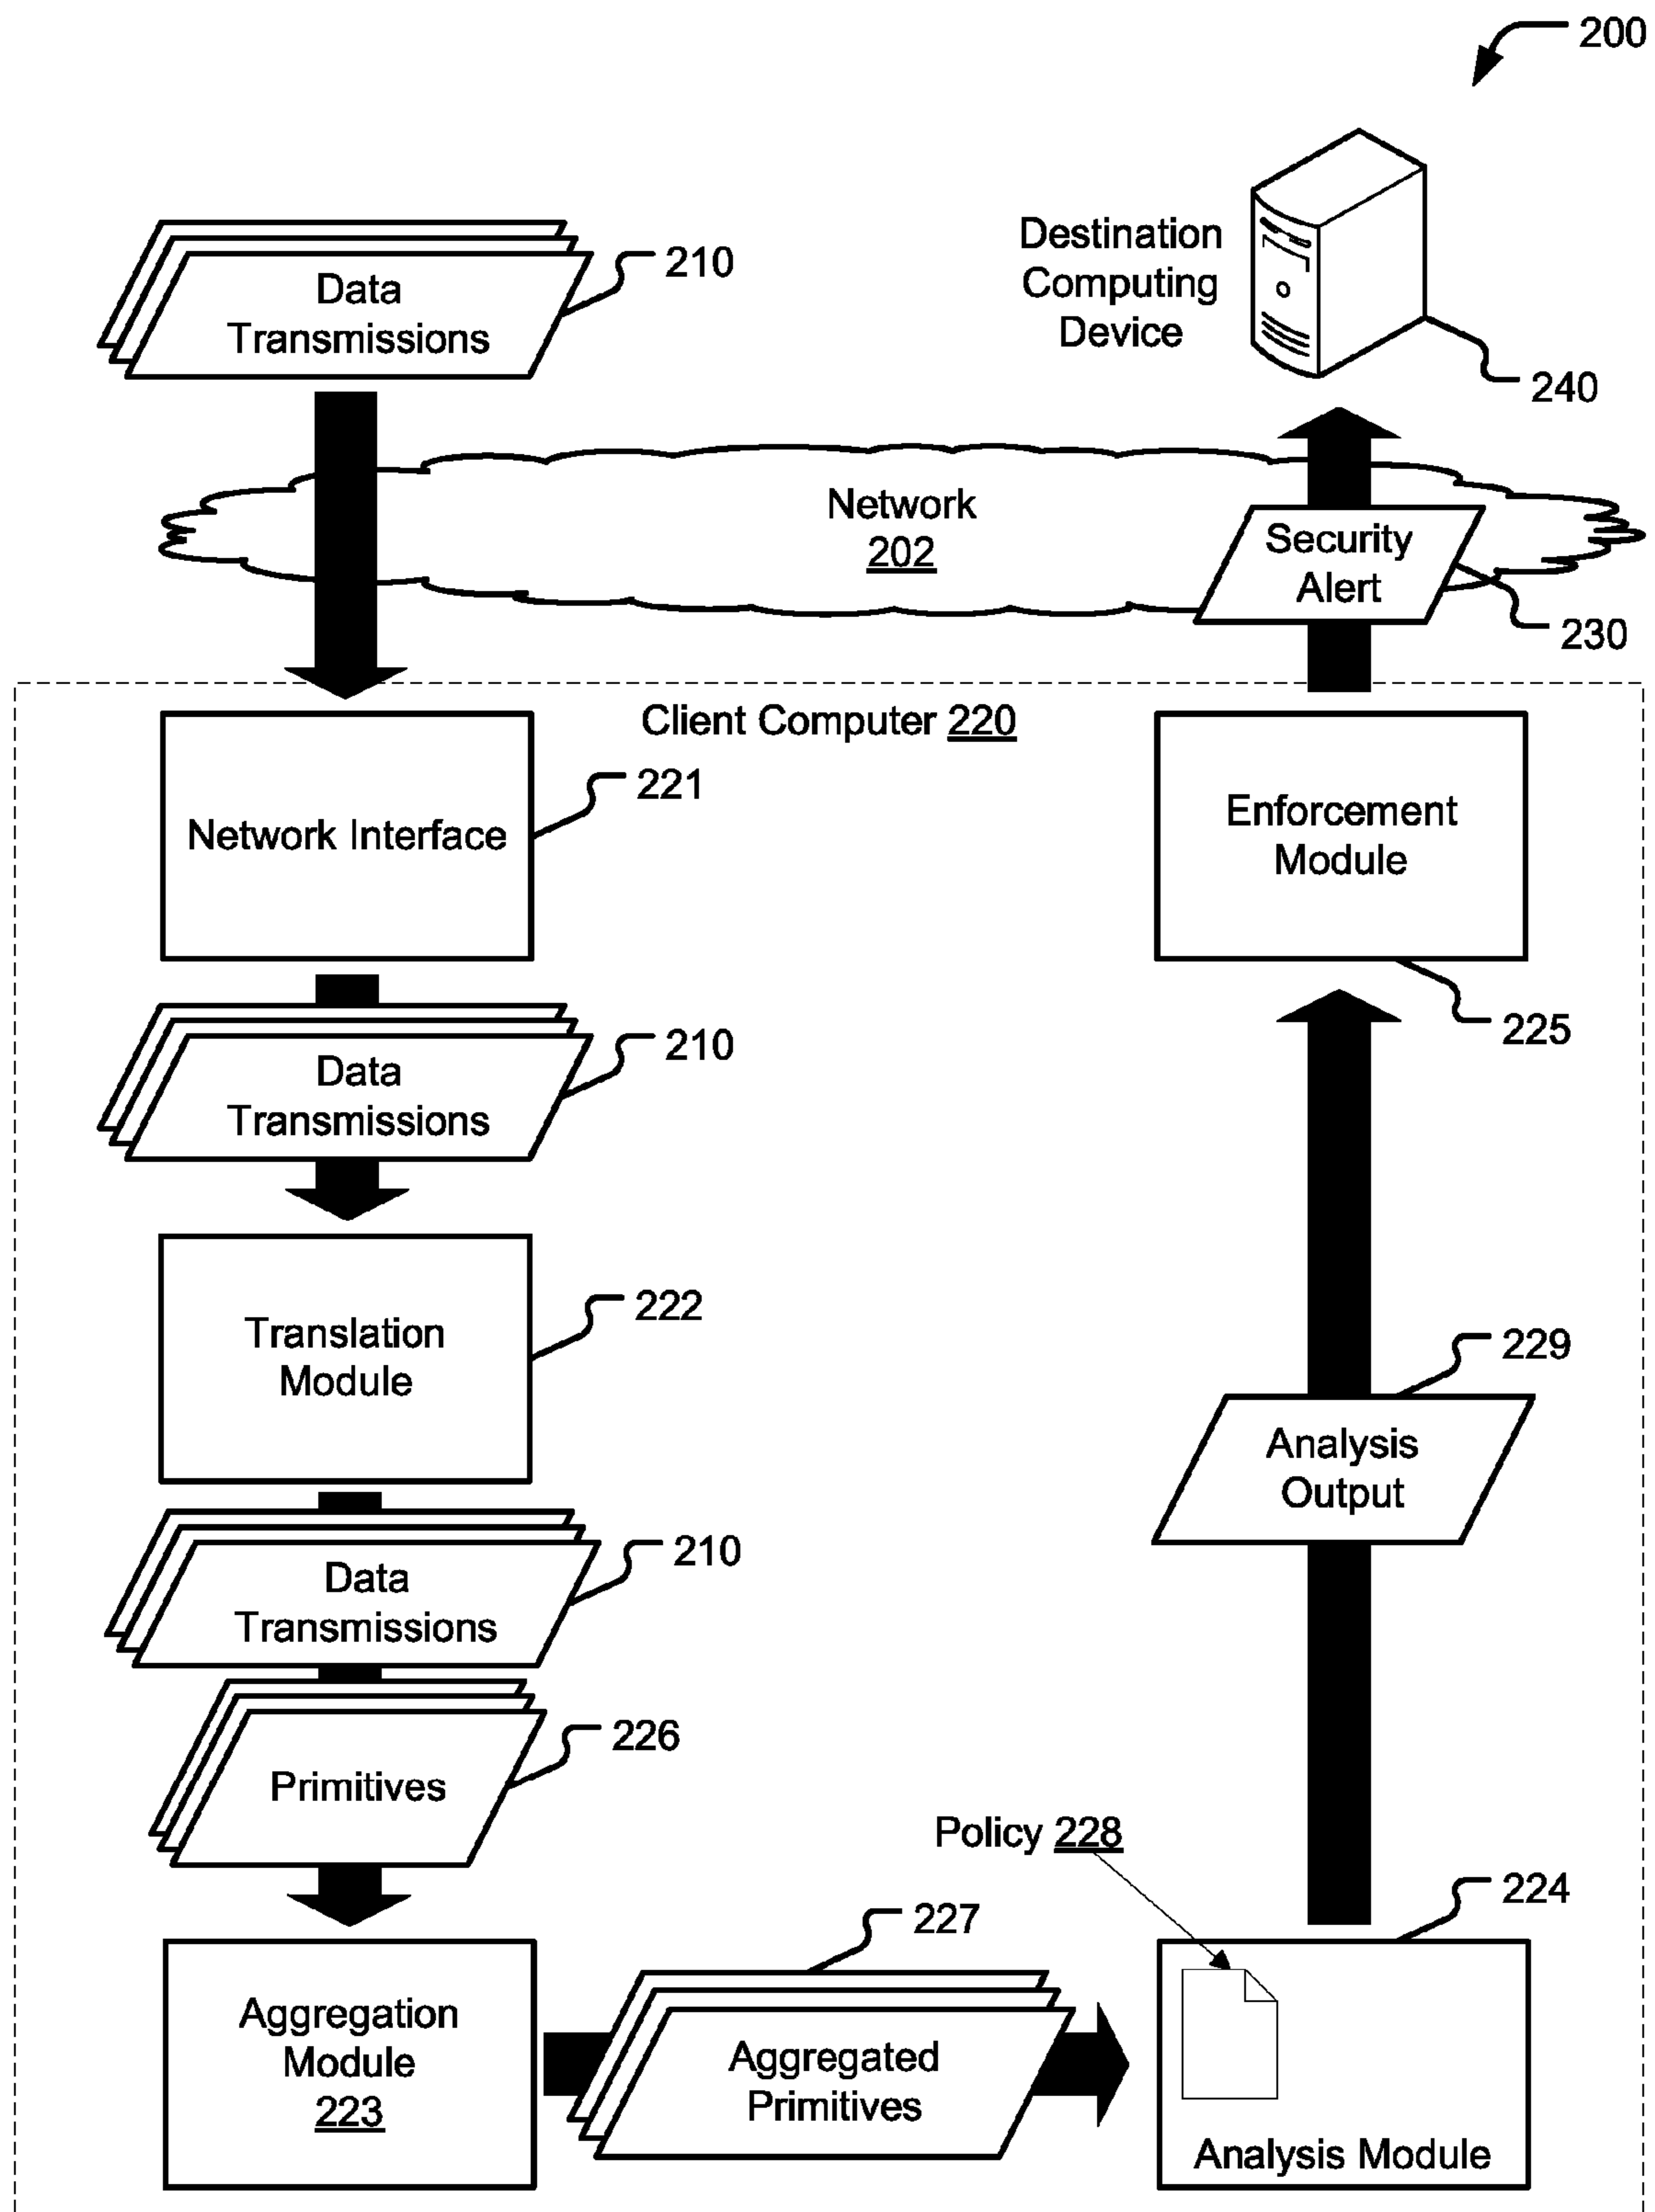 200
Data
Transmissions
210
Destination
Computing
Device
240
Network
202
Security
Alert
230
Client Computer 220
Network Interface
221
Enforcement
Module
225
Data
Transmissions
210
Translation
Module
222
229
Analysis
Output
Data
Transmissions
210
Primitives
226
Policy 228
224
227
Aggregation
Module
223
Aggregated
Primitives
Analysis Module